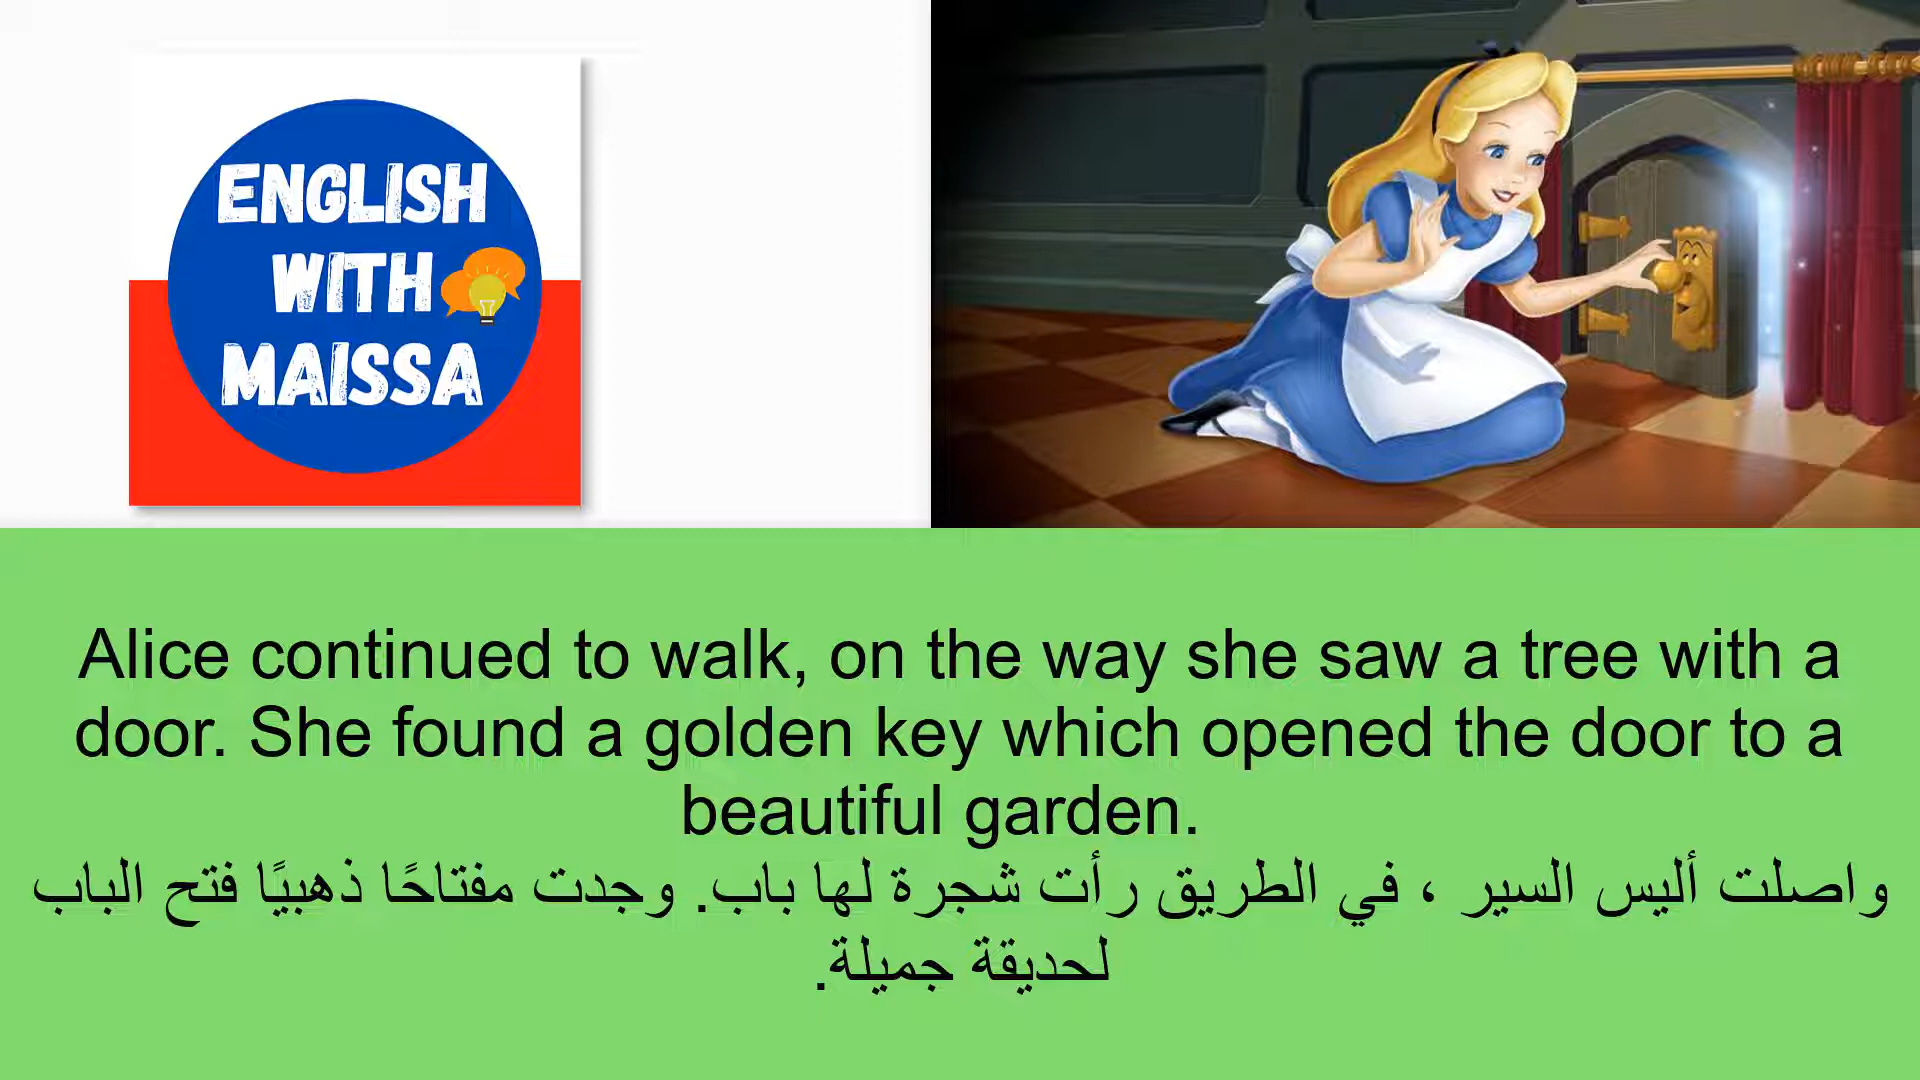 ENGLISH
WITH
MAISSA
Alice continued to walk, on the way she saw a tree with a
door. She found a golden key which opened the door to a
beautiful garden.
واصلت أليس السير ، في الطريق رأت شجرة لها باب. وجدت مفتاحًا ذهبيًا فتح الباب
لحديقة جميلة.